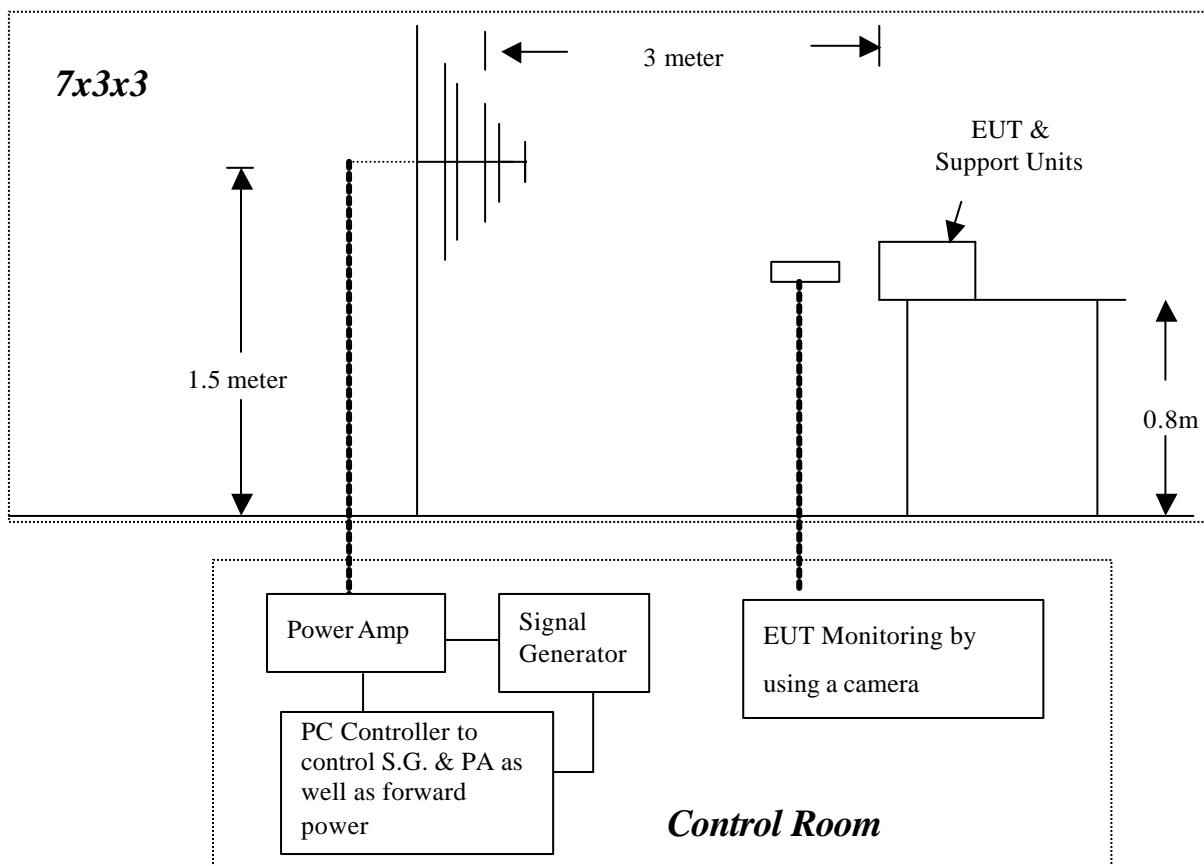 7x3x3
3 meter
EUT &
Support Units
1.5 meter
0.8m
Power Amp
Signal
Generator
EUT Monitoring by
using a camera
PC Controller to
control S.G. & PA as
well as forward
power
Control Room